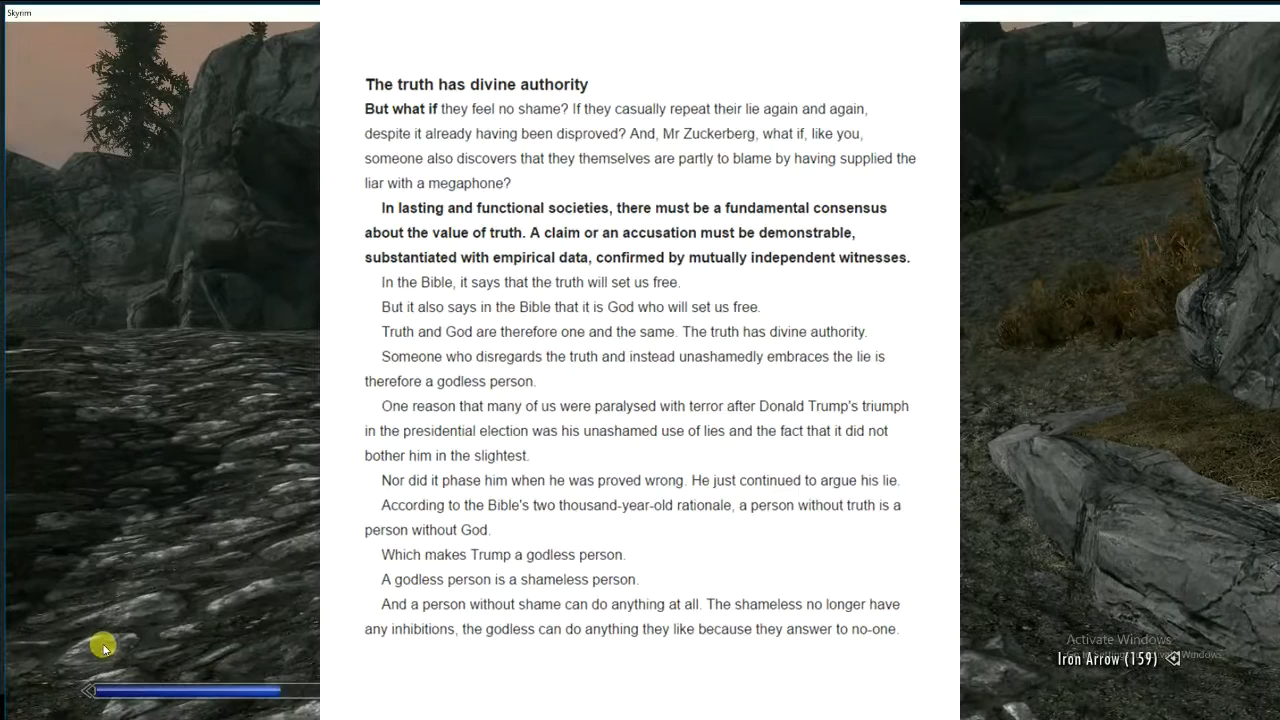 Skyrim
The truth has divine authority
But what if they feel no shame? If they casually repeat their lie again and again,
despite it already having been disproved? And, Mr Zuckerberg, what if, like you,
someone also discovers that they themselves are partly to blame by having supplied the
liar with a megaphone?
In lasting and functional societies, there must be a fundamental consensus
about the value of truth. A claim or an accusation must be demonstrable,
substantiated with empirical data, confirmed by mutually independent witnesses.
In the Bible, it says that the truth will set us free.
But it also says in the Bible that it is God who will set us free.
Truth and God are therefore one and the same. The truth has divine authority.
Someone who disregards the truth and instead unashamedly embraces the lie is
therefore a godless person.
One reason that many of us were paralysed with terror after Donald Trump's triumph
in the presidential election was his unashamed use of lies and the fact that it did not
bother him in the slightest.
Nor did it phase him when he was proved wrong. He just continued to argue his lie.
According to the Bible's two thousand-year-old rationale, a person without truth is a
person without God.
Which makes Trump a godless person.
A godless person is a shameless person.
And a person without shame can do anything at all. The shameless no longer have
any inhibitions, the godless can do anything they like because they answer to no-one.
Activate Windows
Windows
Iron Arrow (159)